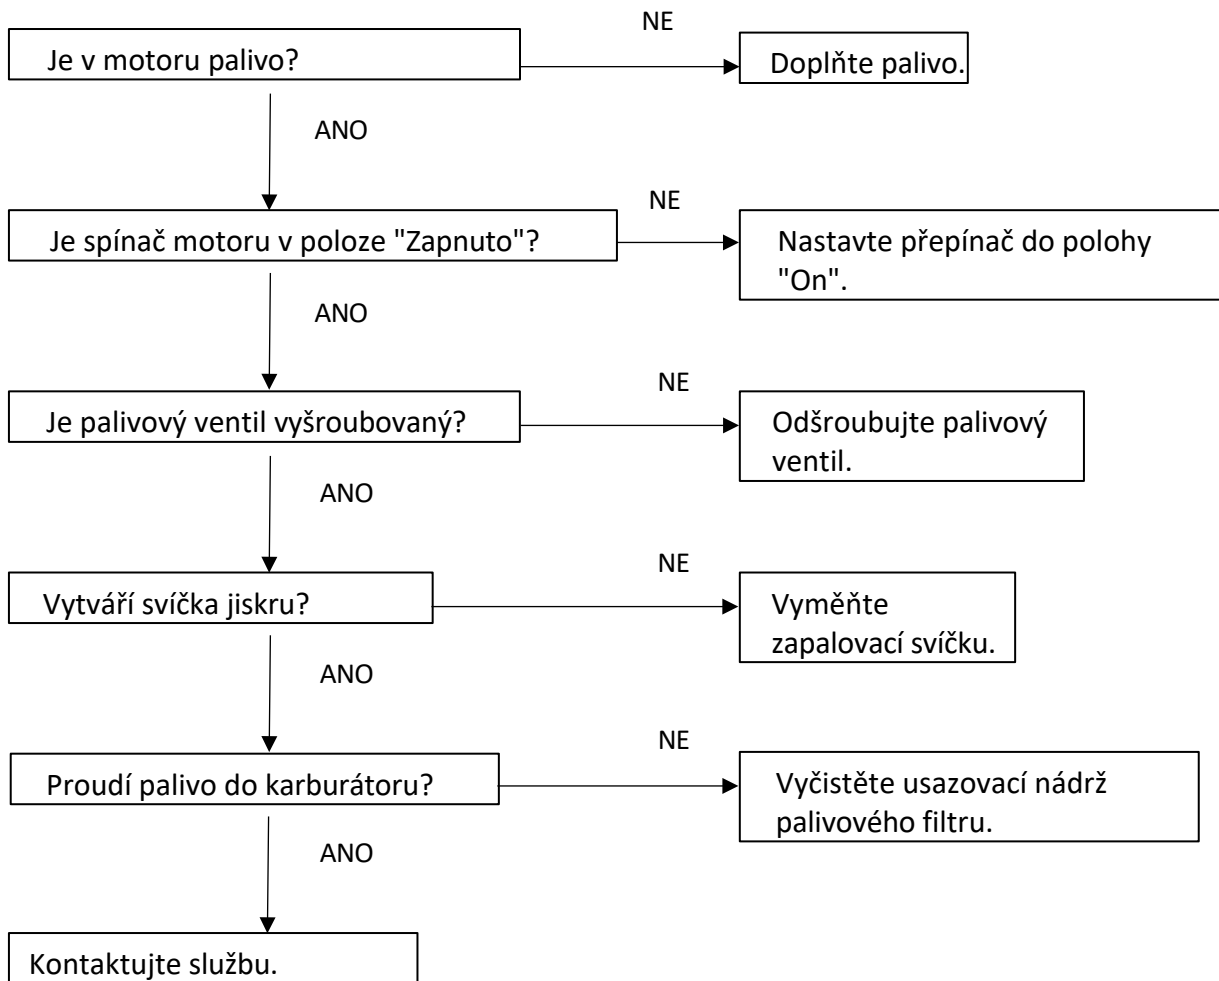 NE
Je v motoru palivo?
Doplňte palivo.
ANO
NE
Je spínač motoru v poloze "Zapnuto"?
Nastavte přepínač do polohy
"On".
ANO
NE
Je palivový ventil vyšroubovaný?
Odšroubujte palivový
ventil.
ANO
NE
Vytváří svíčka jiskru?
Vyměňte
zapalovací svíčku.
ANO
NE
Proudí palivo do karburátoru?
Vyčistěte usazovací nádrž
palivového filtru.
ANO
Kontaktujte službu.